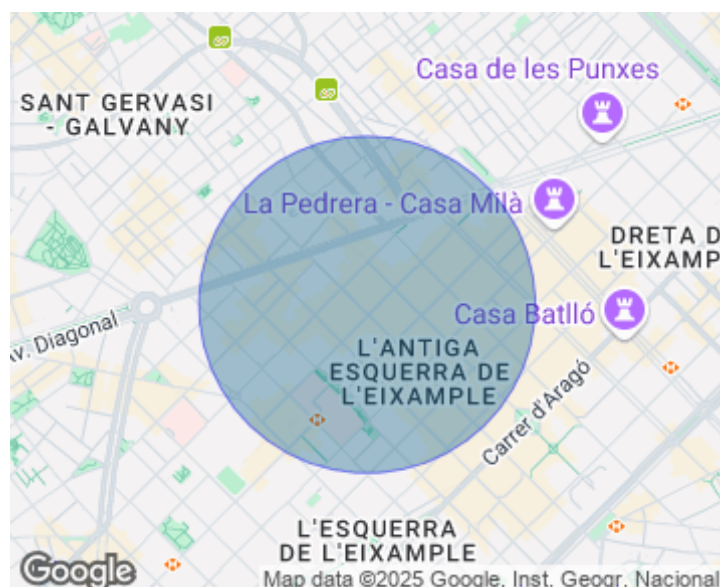 Casa de les Punxes
SANT GERVASI
- GALVANY
La Pedrera - Casa Milà
DRETA D
L'EIXAMP
Casa Batlló
Av. Diagonal
L'ANTIGA
ESQUERRA DE
L'EIXAMPLE
Carrer d'Aragó
L'ESQUERRA
DE L'EIXAMPLE
Google
Map data ©2025 Google, Inst. Geogr. Nacional